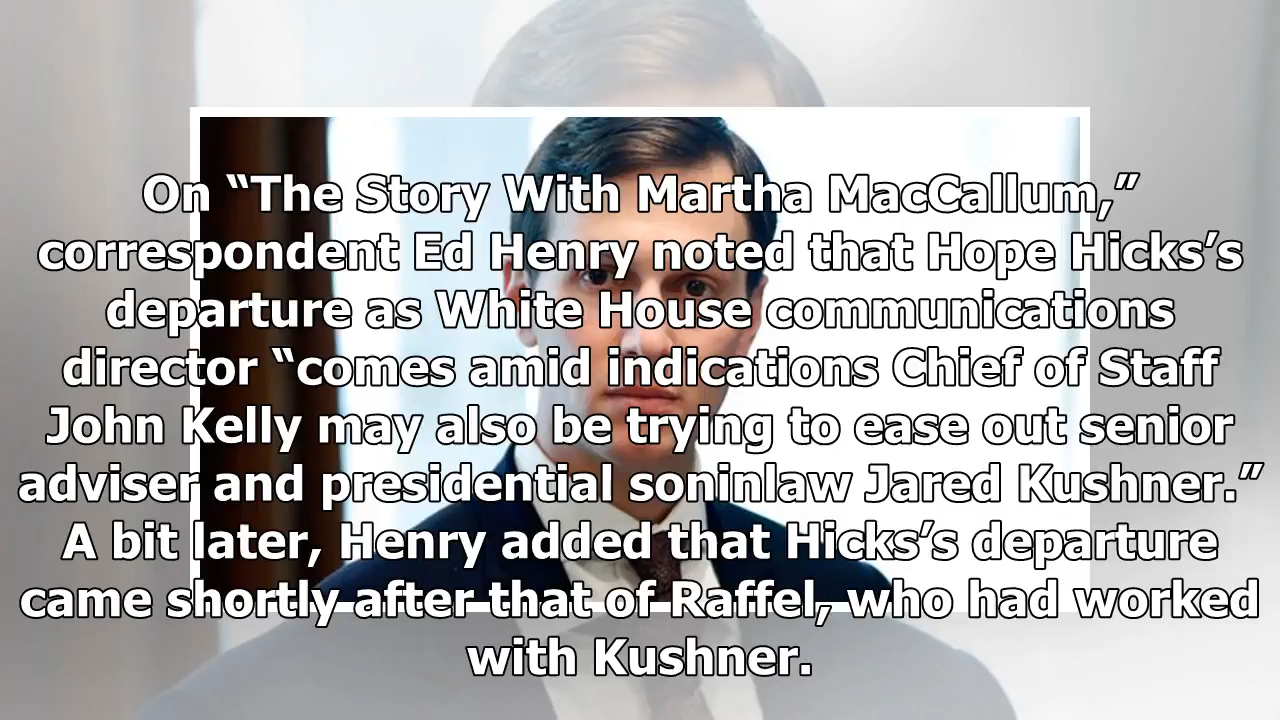 On “The Story With Martha MacCallum,”
correspondent Ed Henry noted that Hope Hicks’s
departure as White House communications
director “comes amid indications Chief of Staff
John Kelly may also be trying to ease out senior
adviser and presidential soninlaw Jared Kushner.”
A bit later, Henry added that Hicks’s departure
came shortly after that of Raffel, who had worked
with Kushner.